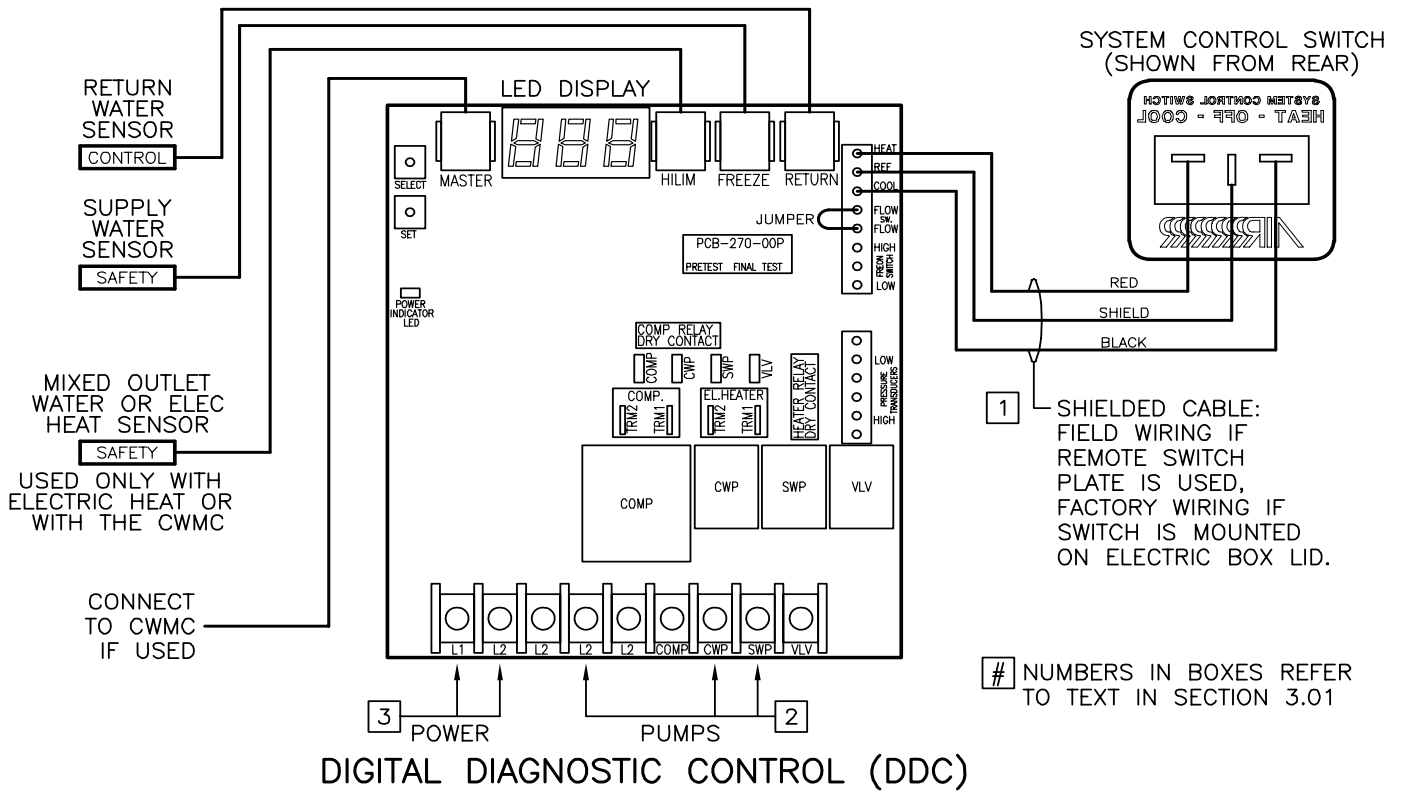 SYSTEM CONTROL SWITCH
(SHOWN FROM REAR)
SYSTEM CONTROL SWITCH
HEAT - OFF - COOL
RETURN
WATER
SENSOR
CONTROL
SUPPLY
WATER
SENSOR
SAFETY
MIXED OUTLET
WATER OR ELEC
HEAT SENSOR
SAFETY
USED ONLY WITH
ELECTRIC HEAT OR
WITH THE CWMC
CONNECT
TO CWMC
IF USED
LED DISPLAY
888
MASTER
HILIM
FREEZE
RETURN
SELECT
SET
POWER
INDICATOR
LED
HEAT
REF
COOL
FLOW
SW.
FLOW
JUMPER
HIGH
FREON
SWITCH
LOW
PCB-270-00P
PRETEST FINAL TEST
COMP RELAY
DRY CONTACT
COMP
CWP
SWP
VLV
COMP.
TRM2
TRM1
EL.HEATER
TRM2
TRM1
HEATER RELAY
DRY CONTACT
LOW
PRESSURE
TRANSDUCERS
HIGH
COMP
CWP
SWP
VLV
L1
L2
L2
L2
L2
COMP
CWP
SWP
VLV
RED
SHIELD
BLACK
1
SHIELDED CABLE:
FIELD WIRING IF
REMOTE SWITCH
PLATE IS USED,
FACTORY WIRING IF
SWITCH IS MOUNTED
ON ELECTRIC BOX LID.
# NUMBERS IN BOXES REFER
TO TEXT IN SECTION 3.01
3
POWER
PUMPS
2
DIGITAL DIAGNOSTIC CONTROL (DDC)